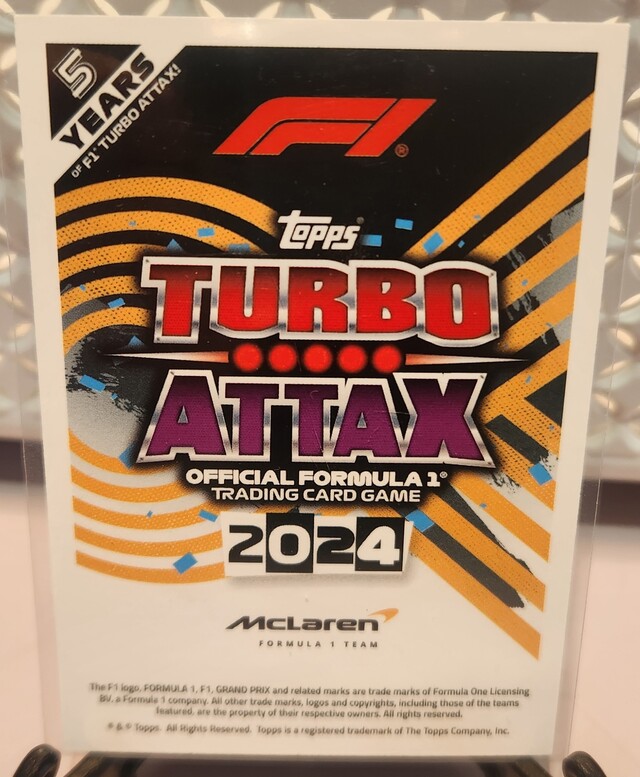 5
YEARS
OF F1® TURBO ATTAX!
F1®
Topps®
TURBO
ATTAX
OFFICIAL FORMULA 1®
TRADING CARD GAME
2024
McLaren
FORMULA 1 TEAM
The F1 logo, FORMULA 1, F1, GRAND PRIX and related marks are trade marks of Formula One Licensing
BV, a Formula 1 company. All other trade marks, logos and copyrights, including those of the teams
featured, are the property of their respective owners. All rights reserved.
® & © Topps. All Rights Reserved. Topps is a registered trademark of The Topps Company, Inc.